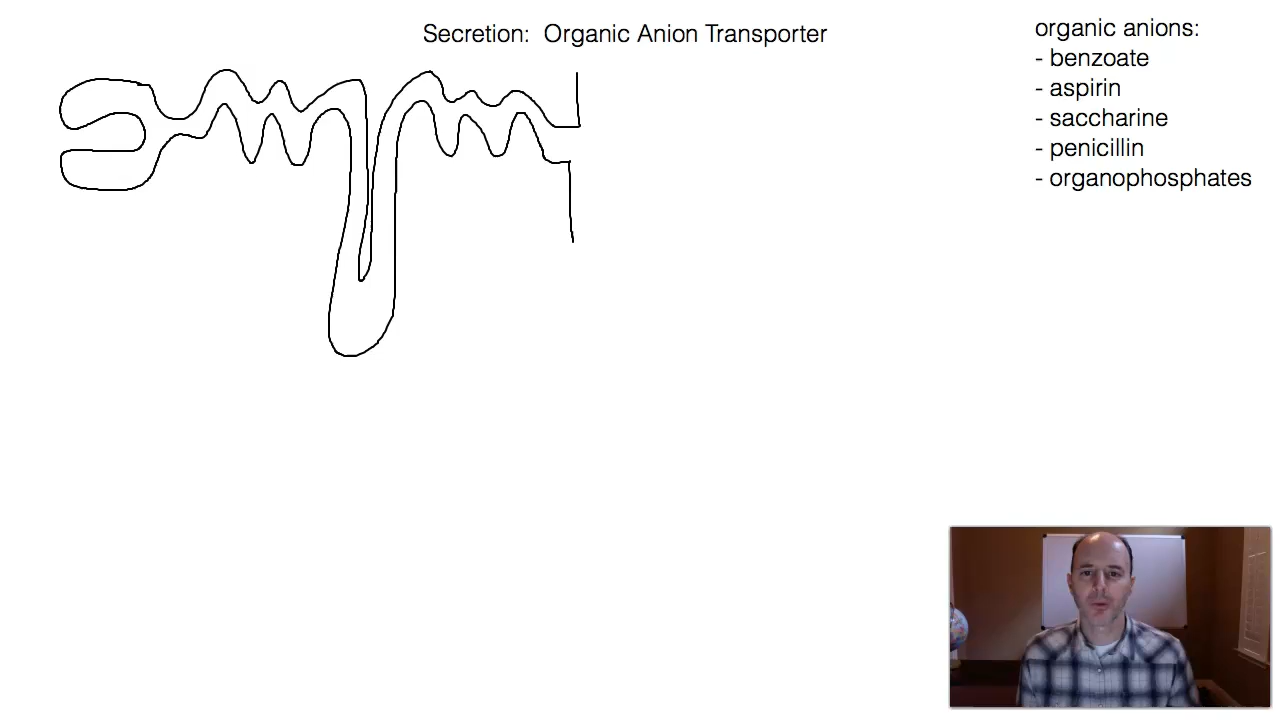 Secretion: Organic Anion Transporter
organic anions:
- benzoate
- aspirin
- saccharine
- penicillin
- organophosphates